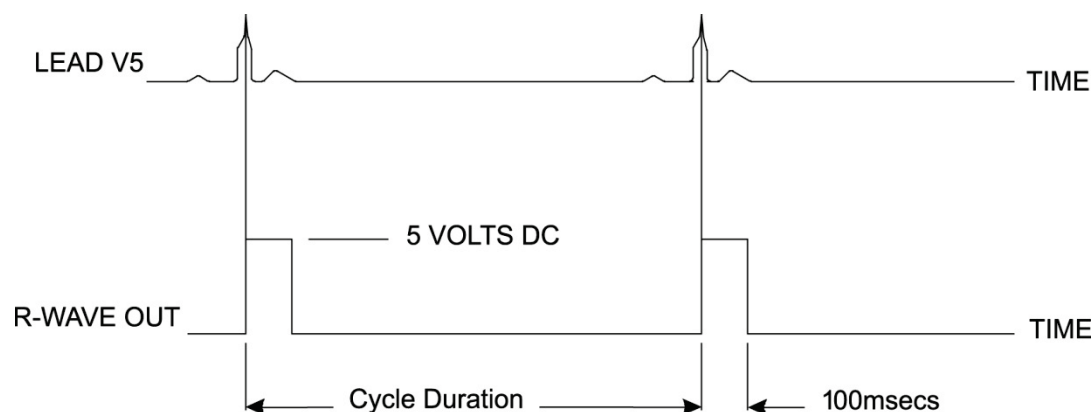 LEAD V5
TIME
5 VOLTS DC
R-WAVE OUT
TIME
Cycle Duration
100msecs